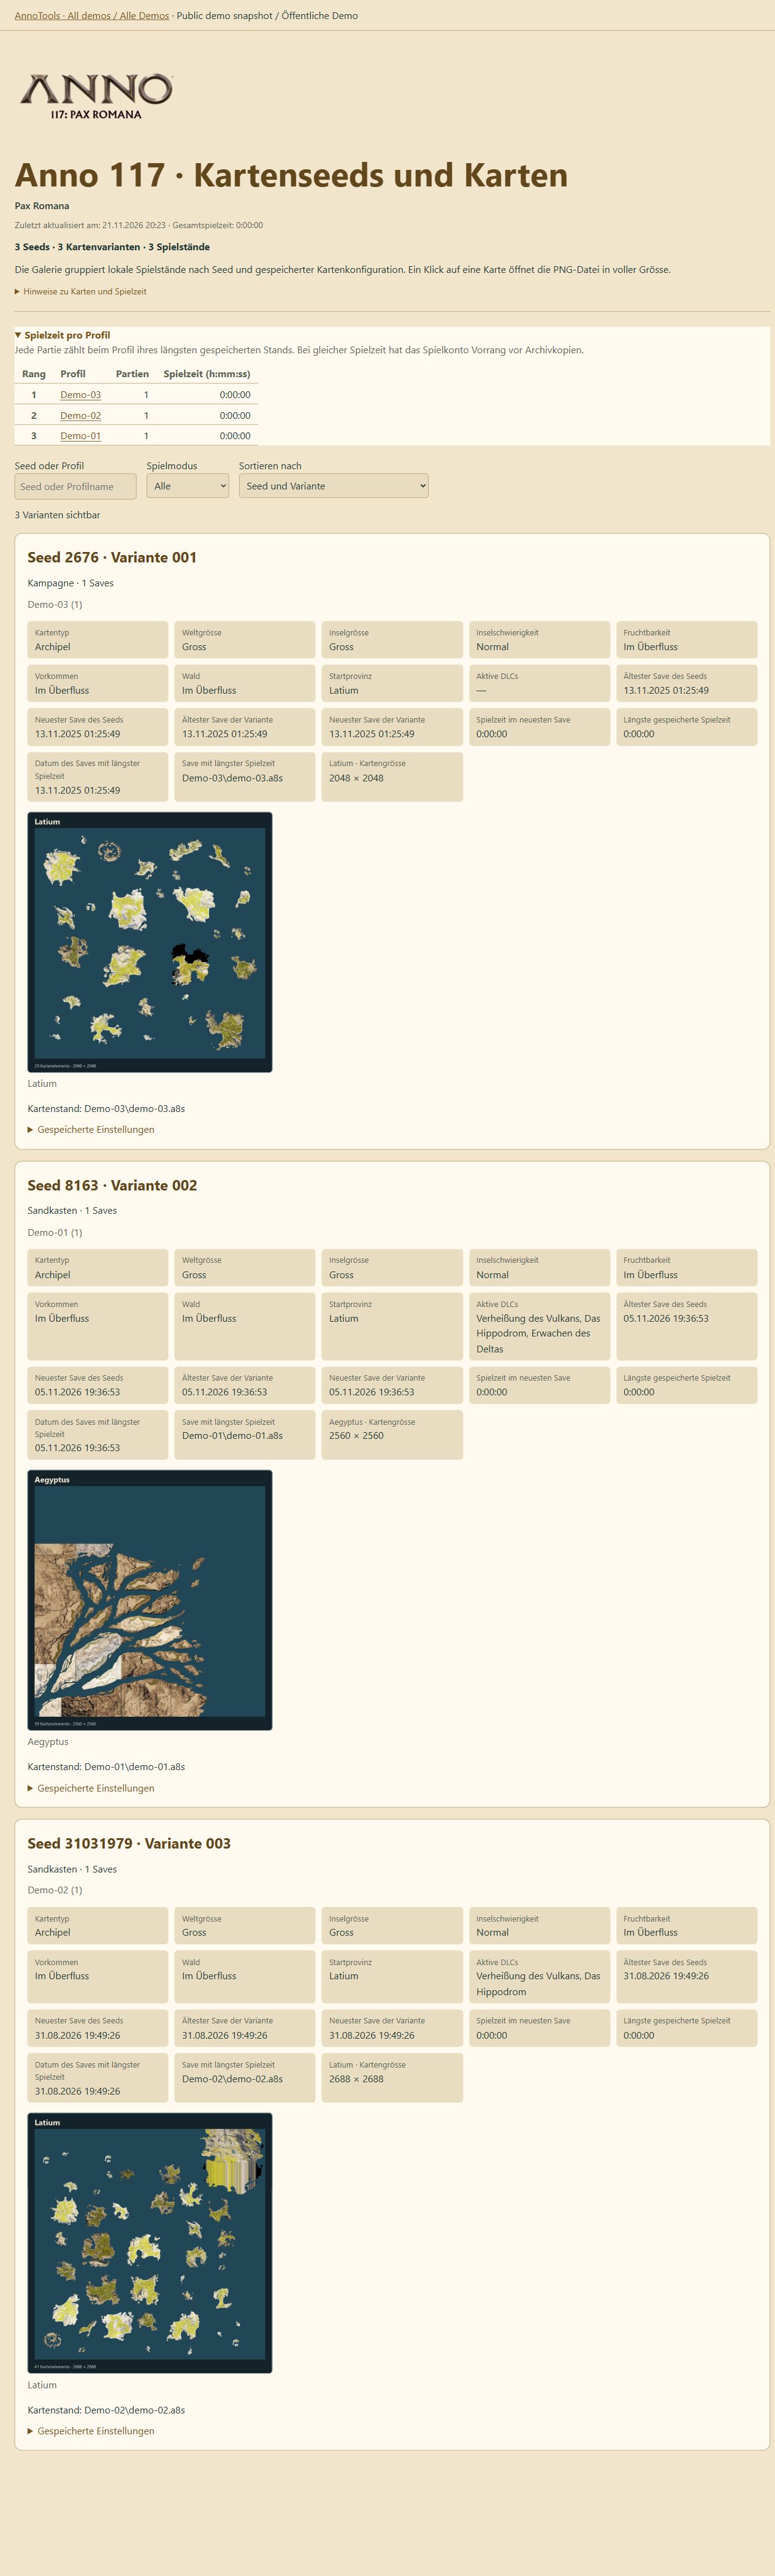 AnnoTools · All demos / Alle Demos · Public demo snapshot / Öffentliche Demo
ANNO
117: PAX ROMANA
Anno 117 · Kartenseeds und Karten
Pax Romana
Zuletzt aktualisiert am: 21.11.2026 20:23 · Gesamtspielzeit: 0:00:00
3 Seeds · 3 Kartenvarianten · 3 Spielstände
Die Galerie gruppiert lokale Spielstände nach Seed und gespeicherter Kartenkonfiguration. Ein Klick auf eine Karte öffnet die PNG-Datei in voller Grösse.
Hinweise zu Karten und Spielzeit
Spielzeit pro Profil
Jede Partie zählt beim Profil ihres längsten gespeicherten Stands. Bei gleicher Spielzeit hat das Spielkonto Vorrang vor Archivkopien.
Rang Profil Partien Spielzeit (h:mm:ss)
1 Demo-03 1 0:00:00
2 Demo-02 1 0:00:00
3 Demo-01 1 0:00:00
Seed oder Profil Spielmodus Sortieren nach
Seed oder Profilname Alle Seed und Variante
3 Varianten sichtbar
Seed 2676 · Variante 001
Kampagne · 1 Saves
Demo-03 (1)
Kartentyp Weltgrösse Inselgrösse Inselschwierigkeit Fruchtbarkeit
Archipel Gross Gross Normal Im Überfluss
Vorkommen Wald Startprovinz Aktive DLCs Ältester Save des Seeds
Im Überfluss Im Überfluss Latium — 13.11.2025 01:25:49
Neuester Save des Seeds Ältester Save der Variante Neuester Save der Variante Spielzeit im neuesten Save Längste gespeicherte Spielzeit
13.11.2025 01:25:49 13.11.2025 01:25:49 13.11.2025 01:25:49 0:00:00 0:00:00
Datum des Saves mit längster Save mit längster Spielzeit Latium · Kartengrösse
Spielzeit Demo-03\demo-03.a8s 2048 × 2048
13.11.2025 01:25:49
Latium
Latium
Kartenstand: Demo-03\demo-03.a8s
Gespeicherte Einstellungen
Seed 8163 · Variante 002
Sandkasten · 1 Saves
Demo-01 (1)
Kartentyp Weltgrösse Inselgrösse Inselschwierigkeit Fruchtbarkeit
Archipel Gross Gross Normal Im Überfluss
Vorkommen Wald Startprovinz Aktive DLCs Ältester Save des Seeds
Im Überfluss Im Überfluss Latium Verheißung des Vulkans, Das 05.11.2026 19:36:53
Hippodrom, Erwachen des
Deltas
Neuester Save des Seeds Ältester Save der Variante Neuester Save der Variante Spielzeit im neuesten Save Längste gespeicherte Spielzeit
05.11.2026 19:36:53 05.11.2026 19:36:53 05.11.2026 19:36:53 0:00:00 0:00:00
Datum des Saves mit längster Save mit längster Spielzeit Aegyptus · Kartengrösse
Spielzeit Demo-01\demo-01.a8s 2560 × 2560
05.11.2026 19:36:53
Aegyptus
Aegyptus
Kartenstand: Demo-01\demo-01.a8s
Gespeicherte Einstellungen
Seed 31031979 · Variante 003
Sandkasten · 1 Saves
Demo-02 (1)
Kartentyp Weltgrösse Inselgrösse Inselschwierigkeit Fruchtbarkeit
Archipel Gross Gross Normal Im Überfluss
Vorkommen Wald Startprovinz Aktive DLCs Ältester Save des Seeds
Im Überfluss Im Überfluss Latium Verheißung des Vulkans, Das 31.08.2026 19:49:26
Hippodrom
Neuester Save des Seeds Ältester Save der Variante Neuester Save der Variante Spielzeit im neuesten Save Längste gespeicherte Spielzeit
31.08.2026 19:49:26 31.08.2026 19:49:26 31.08.2026 19:49:26 0:00:00 0:00:00
Datum des Saves mit längster Save mit längster Spielzeit Latium · Kartengrösse
Spielzeit Demo-02\demo-02.a8s 2688 × 2688
31.08.2026 19:49:26
Latium
Latium
Kartenstand: Demo-02\demo-02.a8s
Gespeicherte Einstellungen